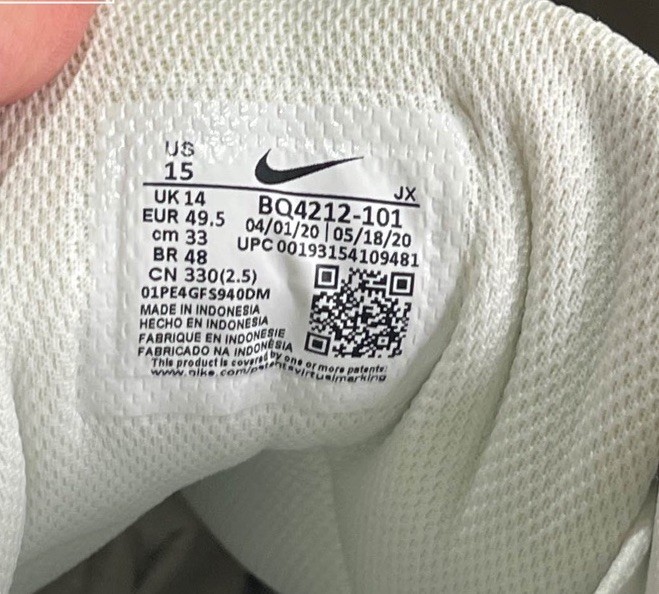 US
15
JX
UK 14
EUR 49.5
cm 33
BR 48
CN 330(2.5)
BQ4212-101
04/01/20 | 05/18/20
UPC 00193154109481
01PE4GFS940DM
MADE IN INDONESIA
HECHO EN INDONESIA
FABRIQUE EN INDONESIE
FABRICADO NA INDONÉSIA
This product is covered by one or more patents:
www.nike.com/patentsvirtualmarking